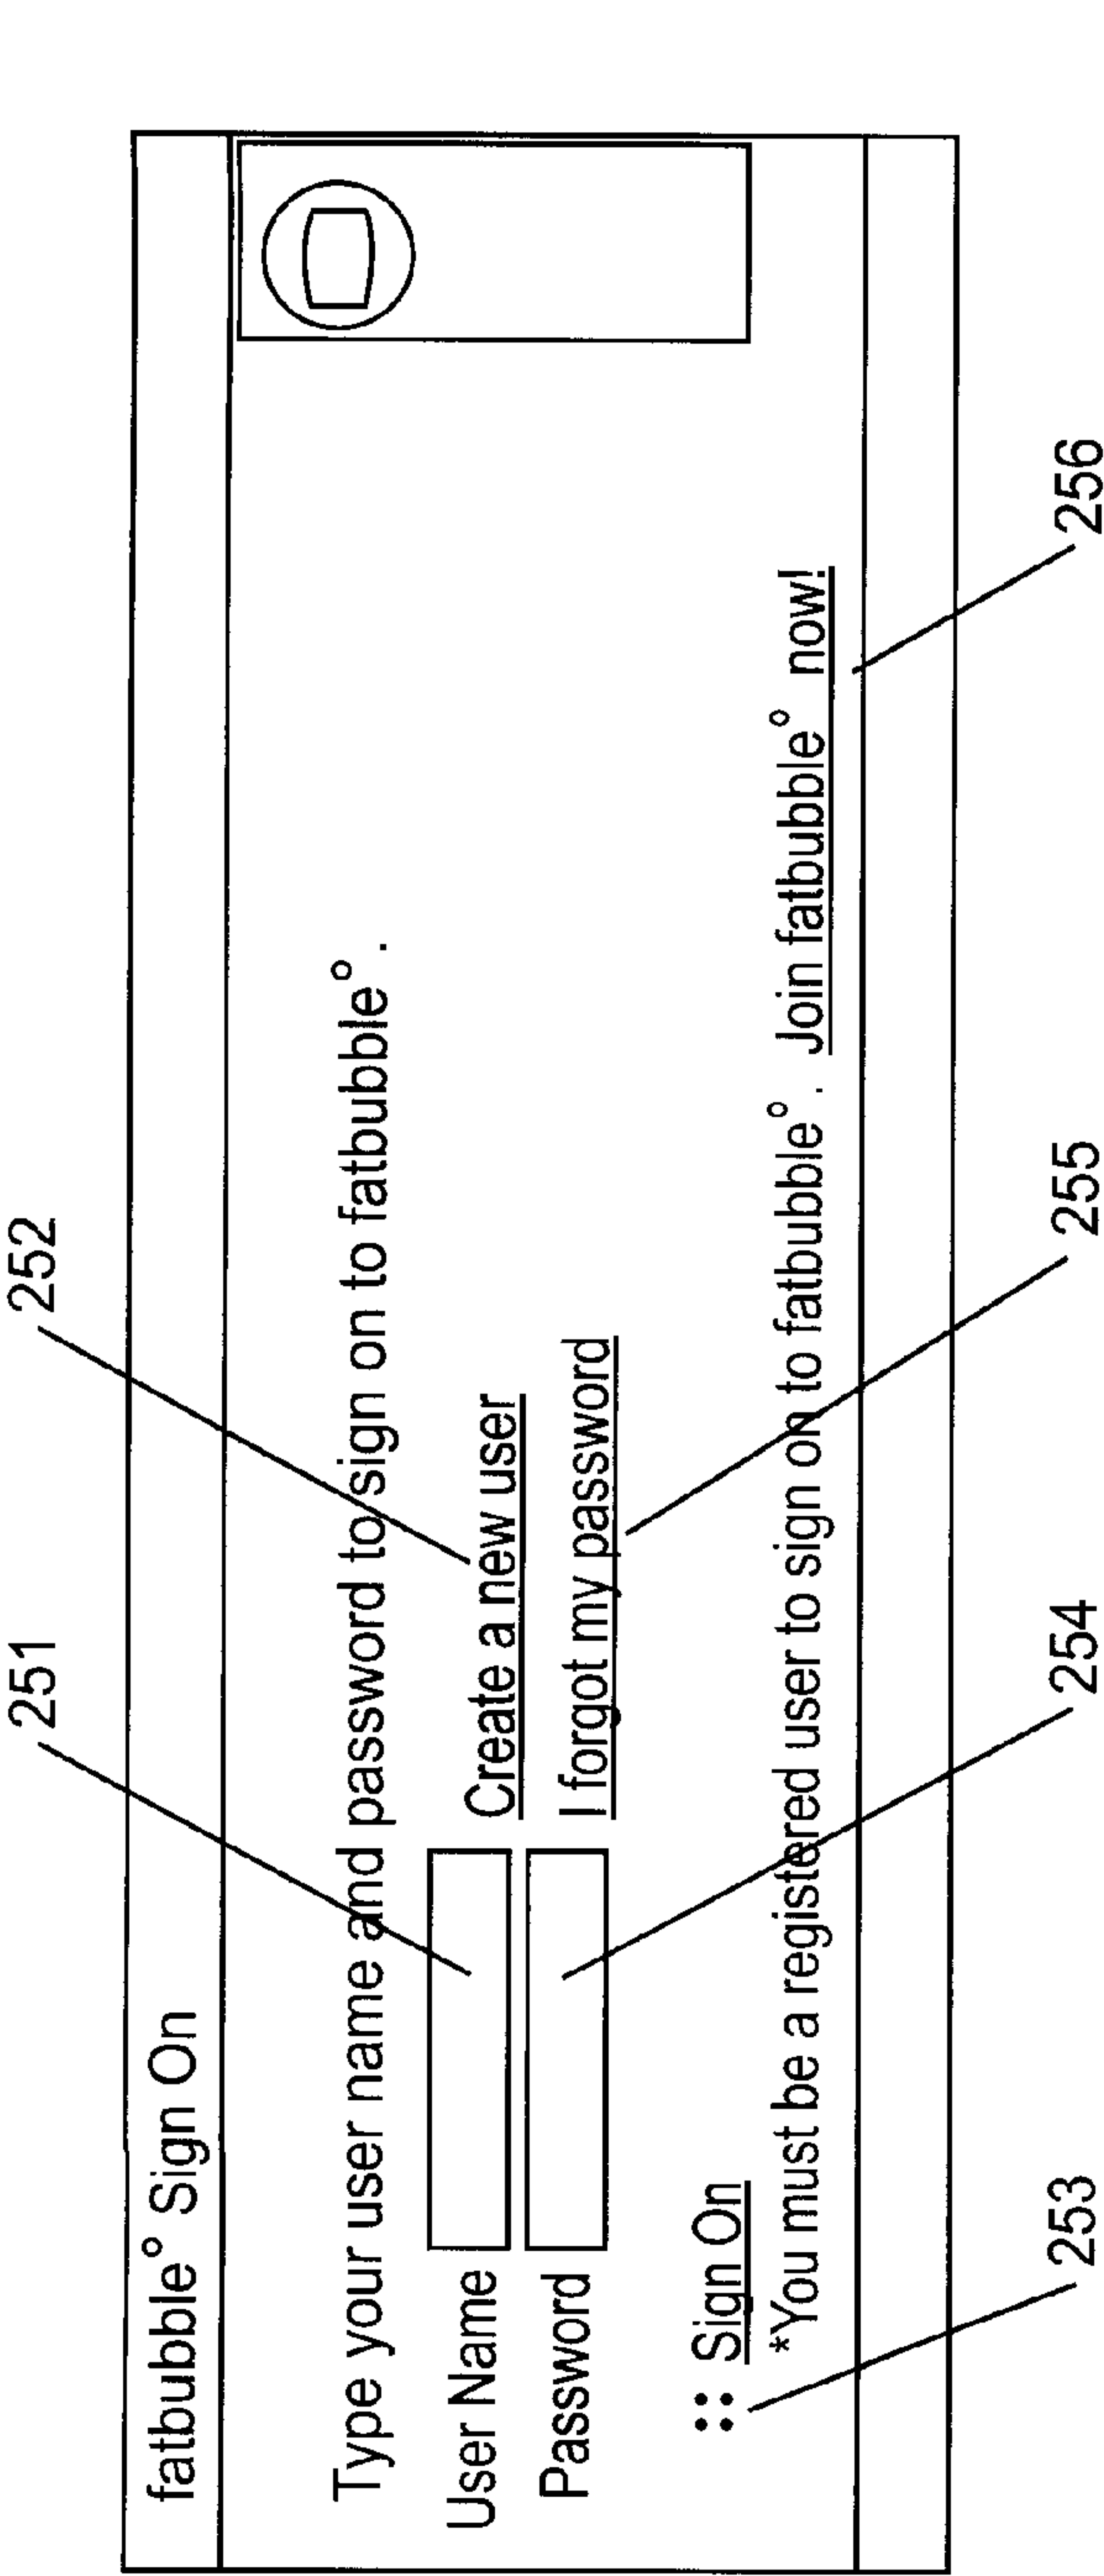 251 252
fatbubble° Sign On
Type your user name and password to sign on to fatbubble°.
User Name Create a new user
Password I forgot my password
:: Sign On
*You must be a registered user to sign on to fatbubble°. Join fatbubble° now!
253 254 255 256